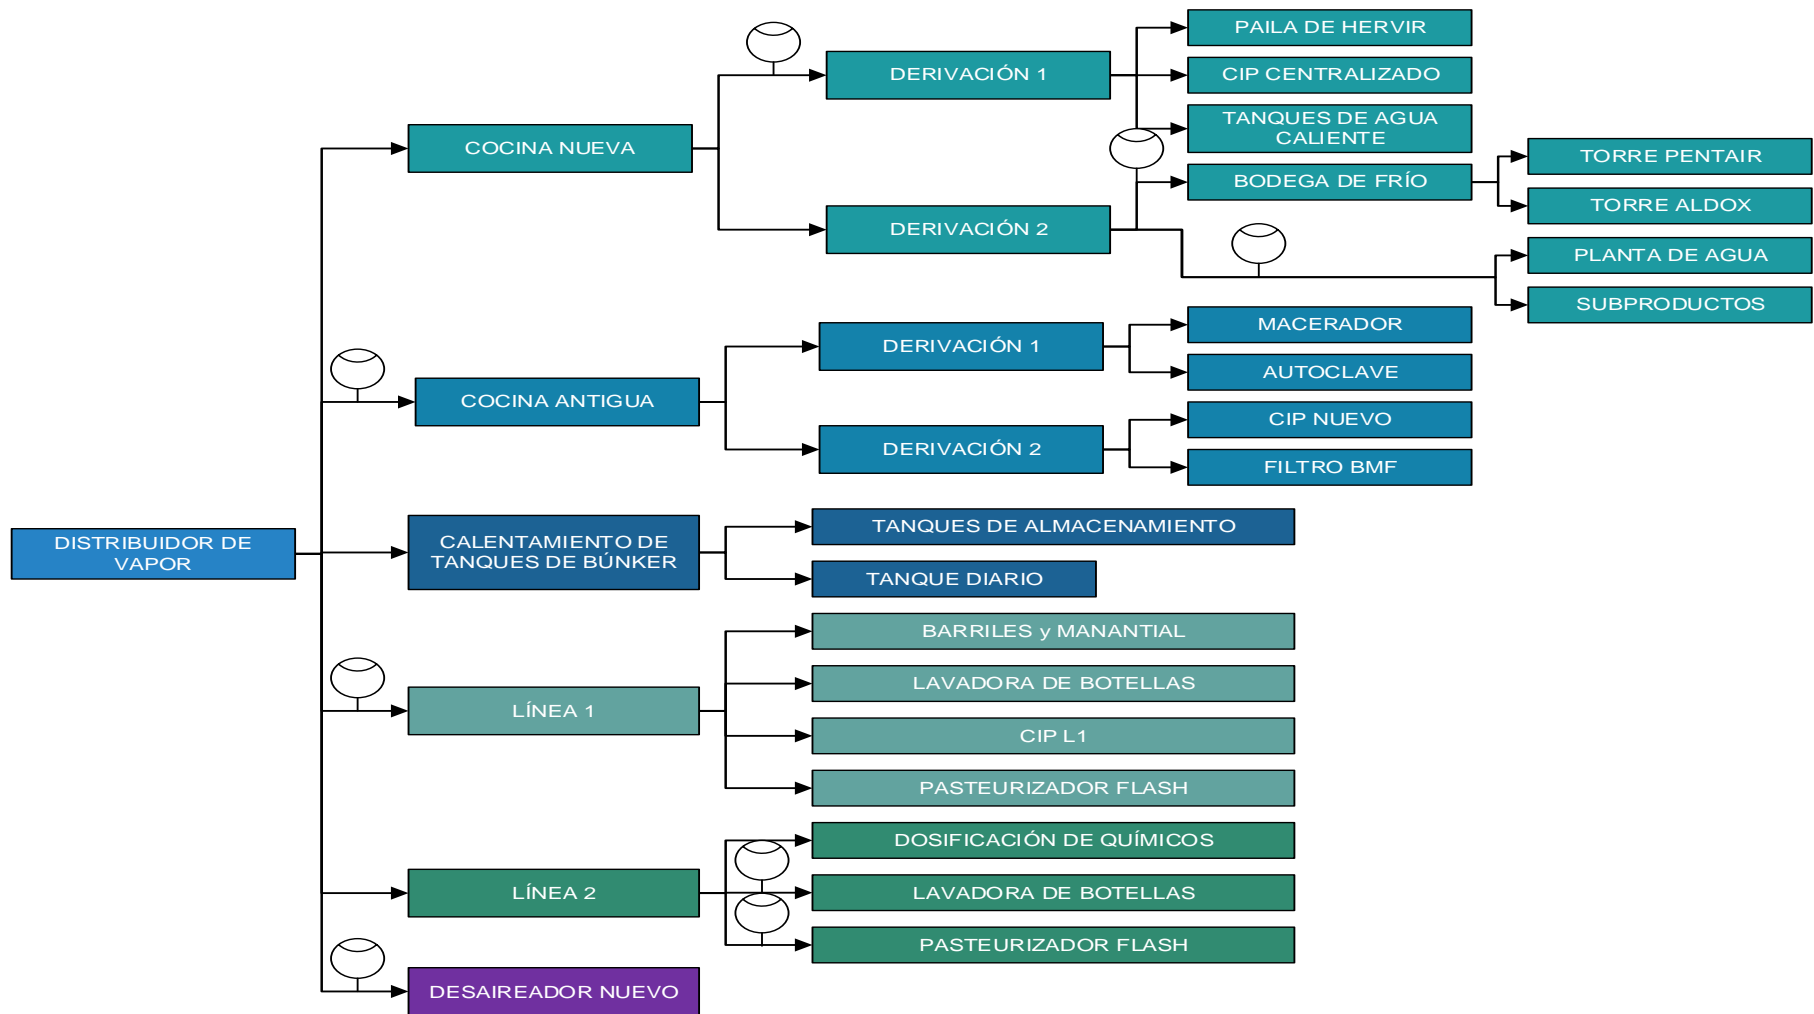 DISTRIBUIDOR DE
VAPOR
COCINA NUEVA
DERIVACIÓN 1
PAILA DE HERVIR
CIP CENTRALIZADO
TANQUES DE AGUA
CALIENTE
DERIVACIÓN 2
BODEGA DE FRÍO
TORRE PENTAIR
TORRE ALDOX
PLANTA DE AGUA
SUBPRODUCTOS
COCINA ANTIGUA
DERIVACIÓN 1
MACERADOR
AUTOCLAVE
DERIVACIÓN 2
CIP NUEVO
FILTRO BMF
CALENTAMIENTO DE
TANQUES DE BÚNKER
TANQUES DE ALMACENAMIENTO
TANQUE DIARIO
LÍNEA 1
BARRILES y MANANTIAL
LAVADORA DE BOTELLAS
CIP L1
PASTEURIZADOR FLASH
LÍNEA 2
DOSIFICACIÓN DE QUÍMICOS
LAVADORA DE BOTELLAS
PASTEURIZADOR FLASH
DESAIREADOR NUEVO